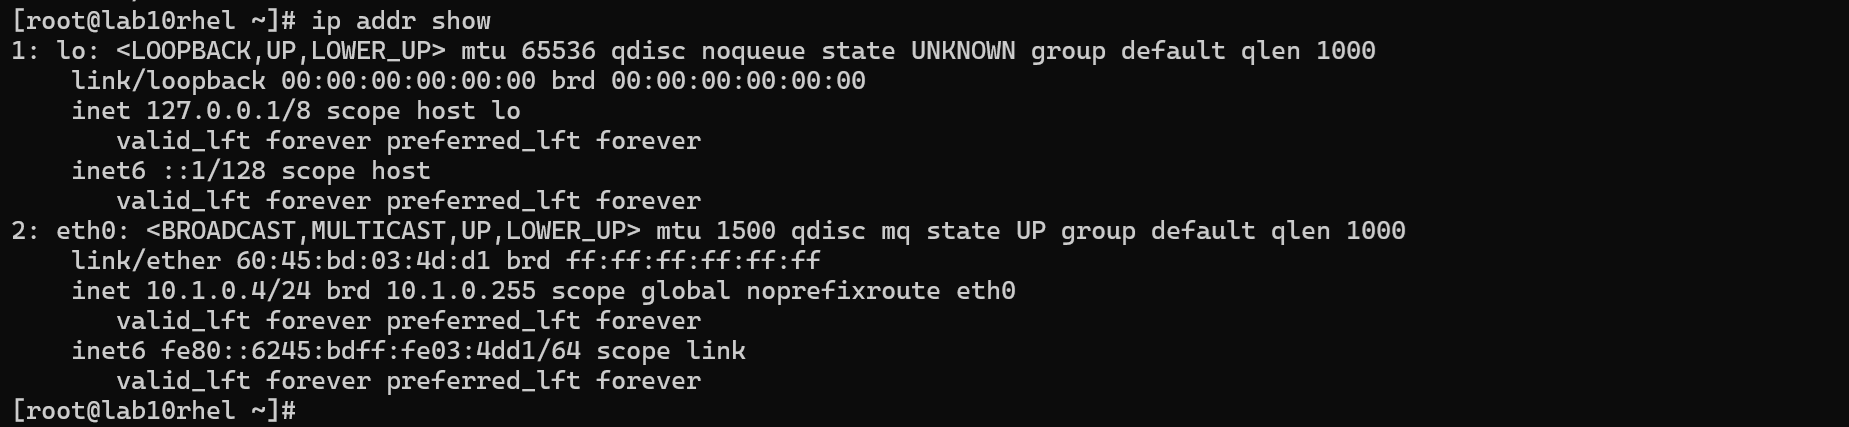 [root@lab10rhel ~]# ip addr show
1: lo: <LOOPBACK,UP,LOWER_UP> mtu 65536 qdisc noqueue state UNKNOWN group default qlen 1000
    link/loopback 00:00:00:00:00:00 brd 00:00:00:00:00:00
    inet 127.0.0.1/8 scope host lo
       valid_lft forever preferred_lft forever
    inet6 ::1/128 scope host
       valid_lft forever preferred_lft forever
2: eth0: <BROADCAST,MULTICAST,UP,LOWER_UP> mtu 1500 qdisc mq state UP group default qlen 1000
    link/ether 60:45:bd:03:4d:d1 brd ff:ff:ff:ff:ff:ff
    inet 10.1.0.4/24 brd 10.1.0.255 scope global noprefixroute eth0
       valid_lft forever preferred_lft forever
    inet6 fe80::6245:bdff:fe03:4dd1/64 scope link
       valid_lft forever preferred_lft forever
[root@lab10rhel ~]#